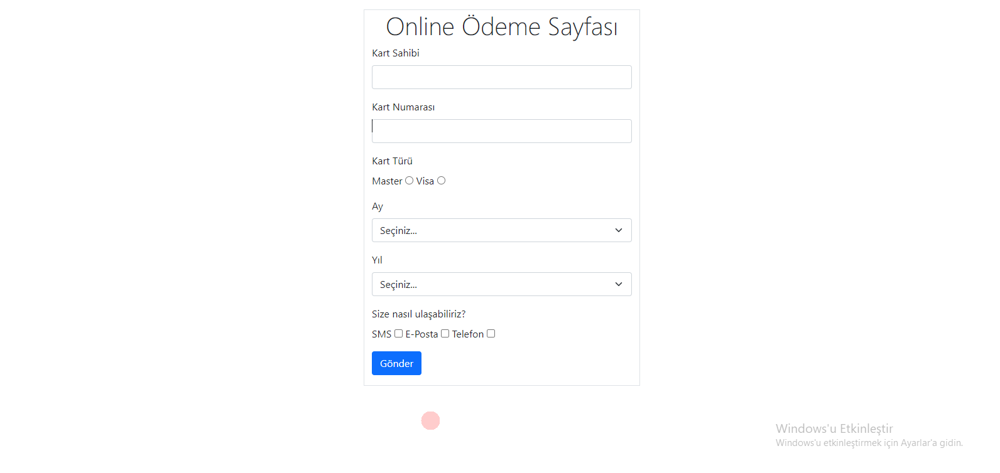 Online Ödeme Sayfası
Kart Sahibi
Kart Numarası
Kart Türü
Master Visa
Ay
Seçiniz...
Yıl
Seçiniz...
Size nasıl ulaşabiliriz?
SMS E-Posta Telefon
Gönder
Windows'u Etkinleştir
Windows'u etkinleştirmek için Ayarlar'a gidin.